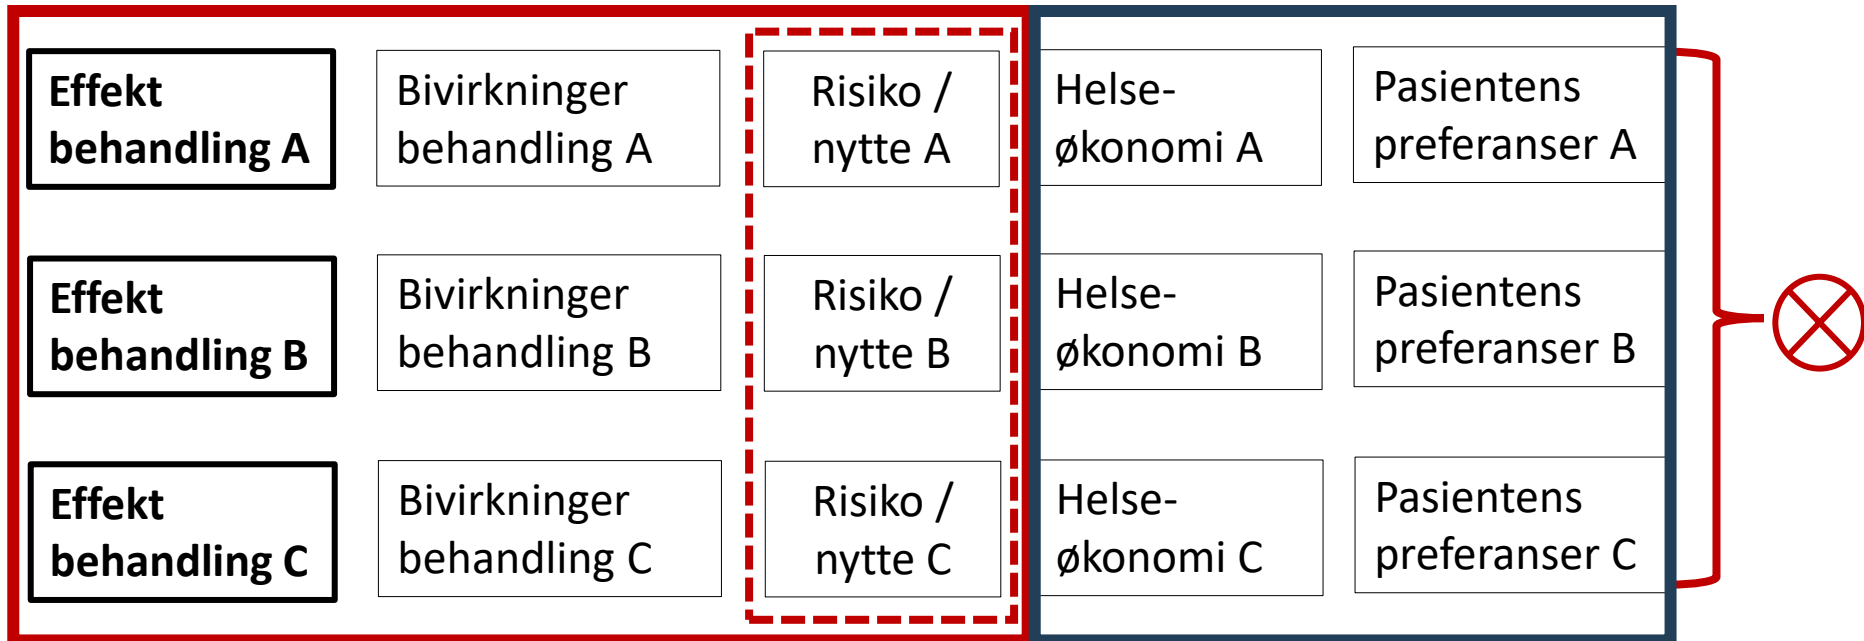 Effekt
behandling A
Bivirkninger
behandling A
Risiko /
nytte A
Helse-
økonomi A
Pasientens
preferanser A
Effekt
behandling B
Bivirkninger
behandling B
Risiko /
nytte B
Helse-
økonomi B
Pasientens
preferanser B
Effekt
behandling C
Bivirkninger
behandling C
Risiko /
nytte C
Helse-
økonomi C
Pasientens
preferanser C